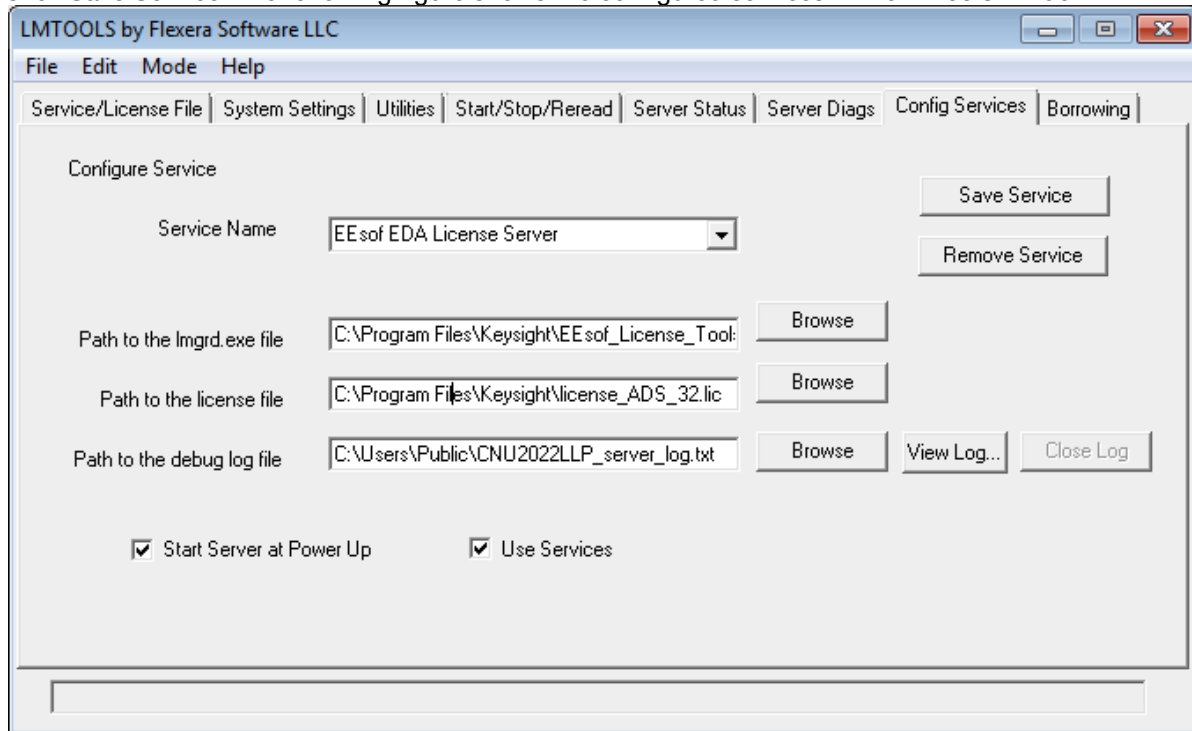 LMTOOLS by Flexera Software LLC
File Edit Mode Help
Service/License File System Settings Utilities Start/Stop/Reread Server Status Server Diags Config Services Borrowing
Configure Service
Save Service
Service Name EEsof EDA License Server
Remove Service
Path to the lmgrd.exe file C:\Program Files\Keysight\EEsof_License_Tools Browse
Path to the license file C:\Program Files\Keysight\license_ADS_32.lic Browse
Path to the debug log file C:\Users\Public\CNU2022LLP_server_log.txt Browse View Log... Close Log
Start Server at Power Up Use Services